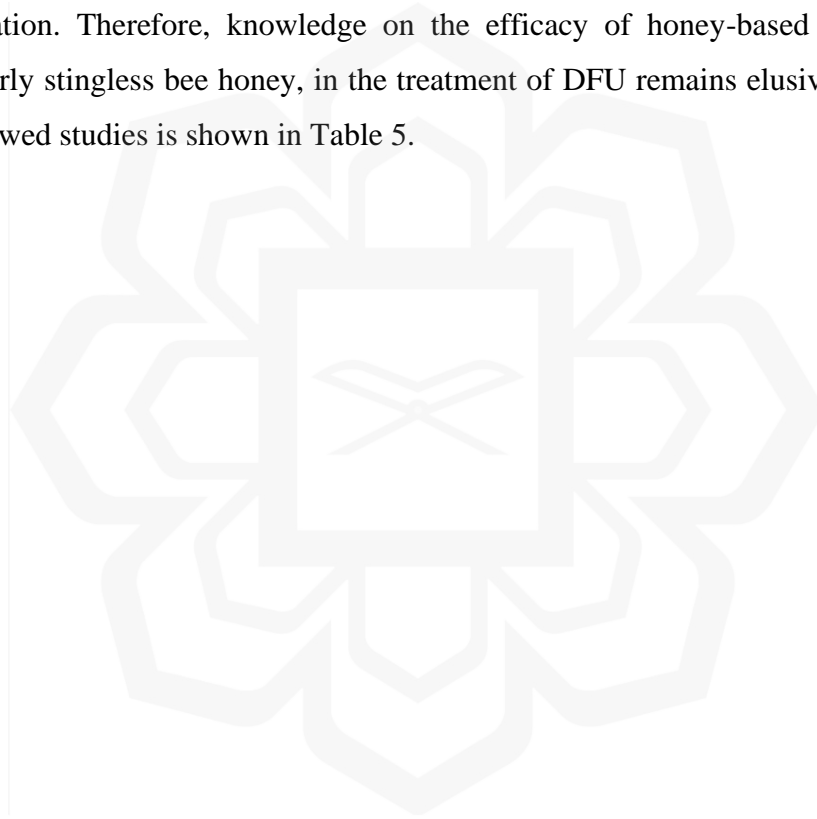 ation. Therefore, knowledge on the efficacy of honey-based
rly stingless bee honey, in the treatment of DFU remains elusiv
wed studies is shown in Table 5.